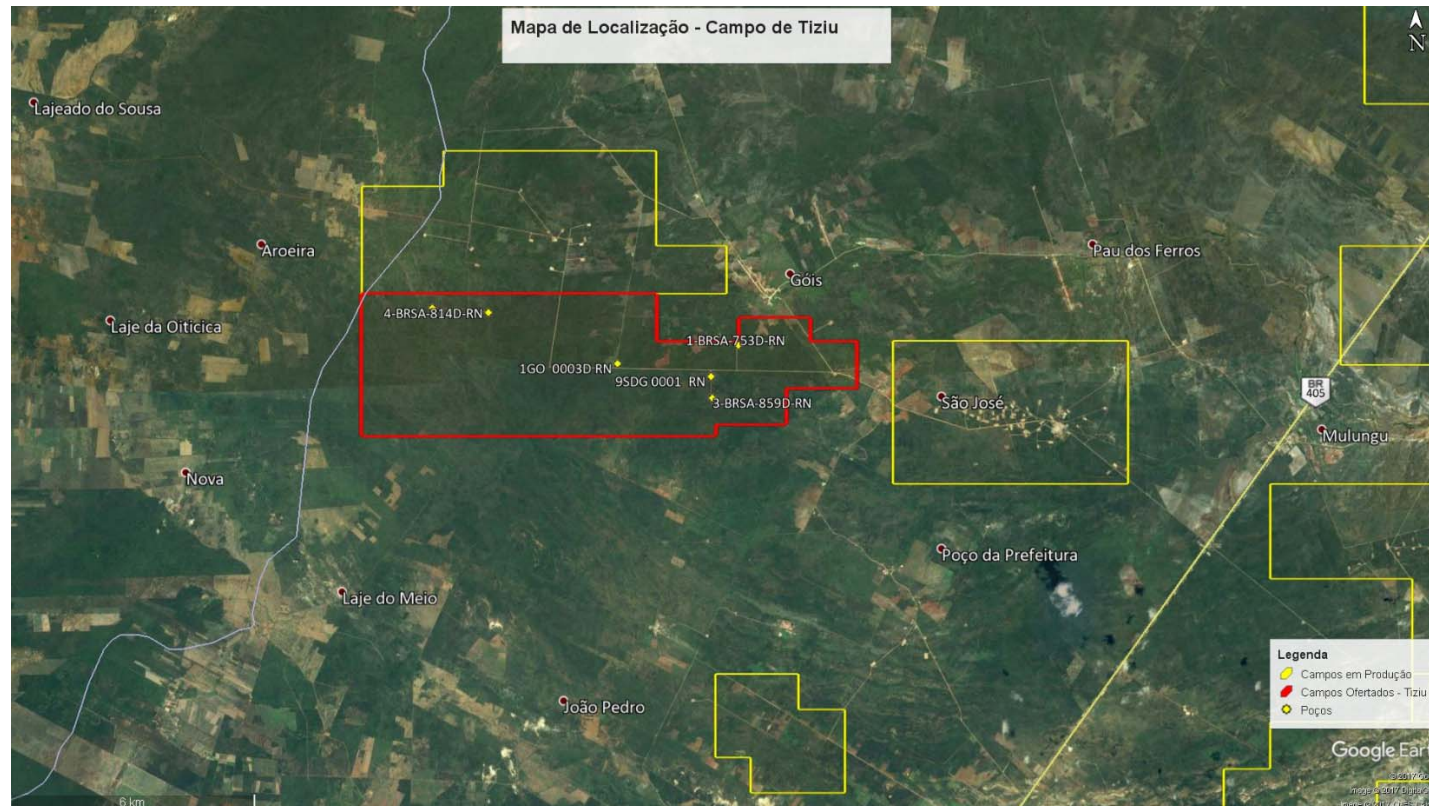 Mapa de Localização - Campo de Tiziu
N
Lajeado do Sousa
Aroeira
Pau dos Ferros
Góis
4-BRSA-814D-RN
Laje da Oiticica
1-BRSA-753D-RN
1GO 0003D RN
9SDG 0001 RN
3-BRSA-859D-RN
São José
BR
405
Mulungu
Nova
Poço da Prefeitura
Laje do Meio
João Pedro
Legenda
Campos em Produção
Campos Ofertados - Tiziu
Poços
Google Eart
6 km